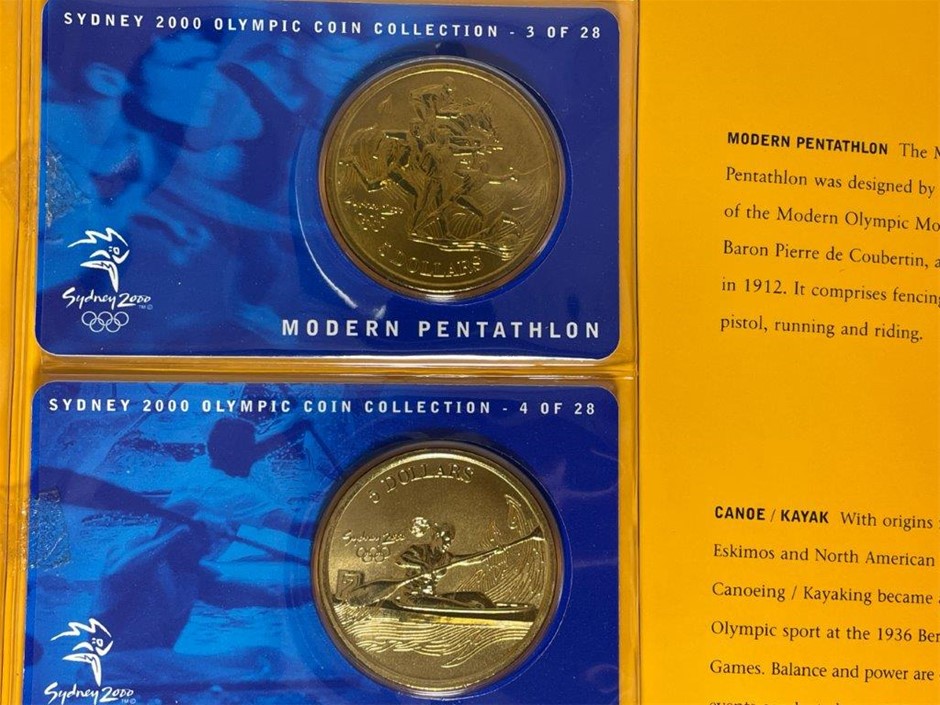 SYDNEY 2000 OLYMPIC COIN COLLECTION - 3 OF 28
Sydney 2000
5 DOLLARS
Sydney 2000
MODERN PENTATHLON
MODERN PENTATHLON The
Pentathlon was designed by
of the Modern Olympic
Baron Pierre de Coubertin,
in 1912. It comprises fencing
pistol, running and riding.
SYDNEY 2000 OLYMPIC COIN COLLECTION - 4 OF 28
5 DOLLARS
Sydney 2000
Sydney 2000
CANOE / KAYAK With origins
Eskimos and North American
Canoeing / Kayaking became
Olympic sport at the 1936
Games. Balance and power are